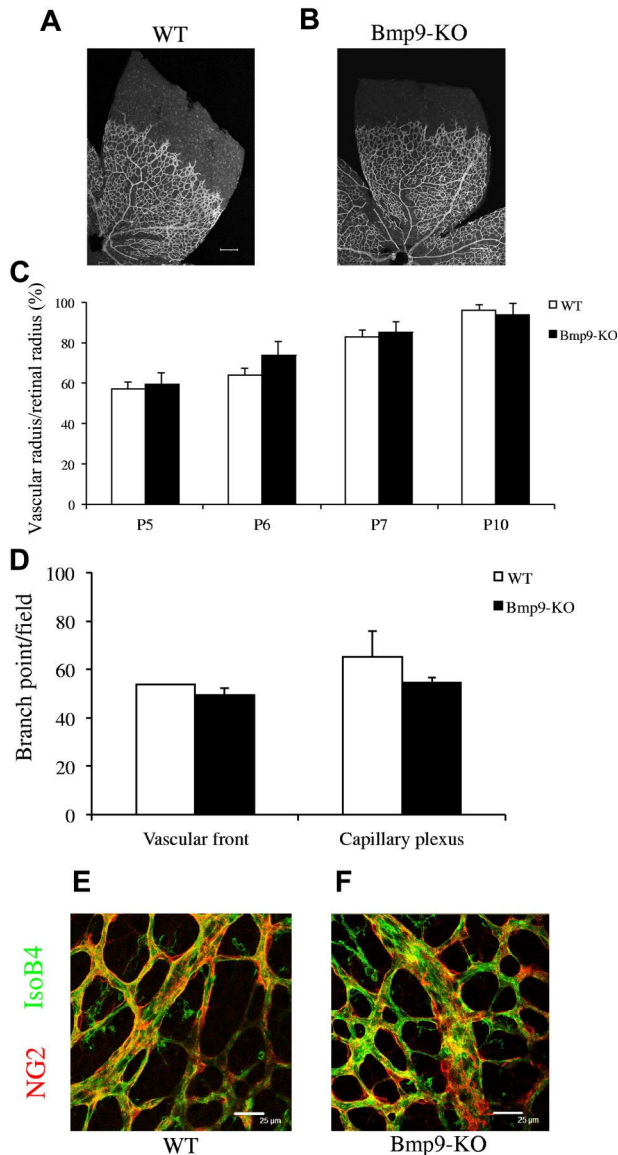 A
WT
B
Bmp9-KO
C
Vascular raduis/retinal radius (%)
100
80
60
40
20
0
P5
P6
P7
P10
WT
Bmp9-KO
D
Branch point/field
100
80
60
40
20
0
Vascular front
Capillary plexus
WT
Bmp9-KO
E
F
NG2 IsoB4
25 µm
25 µm
WT
Bmp9-KO